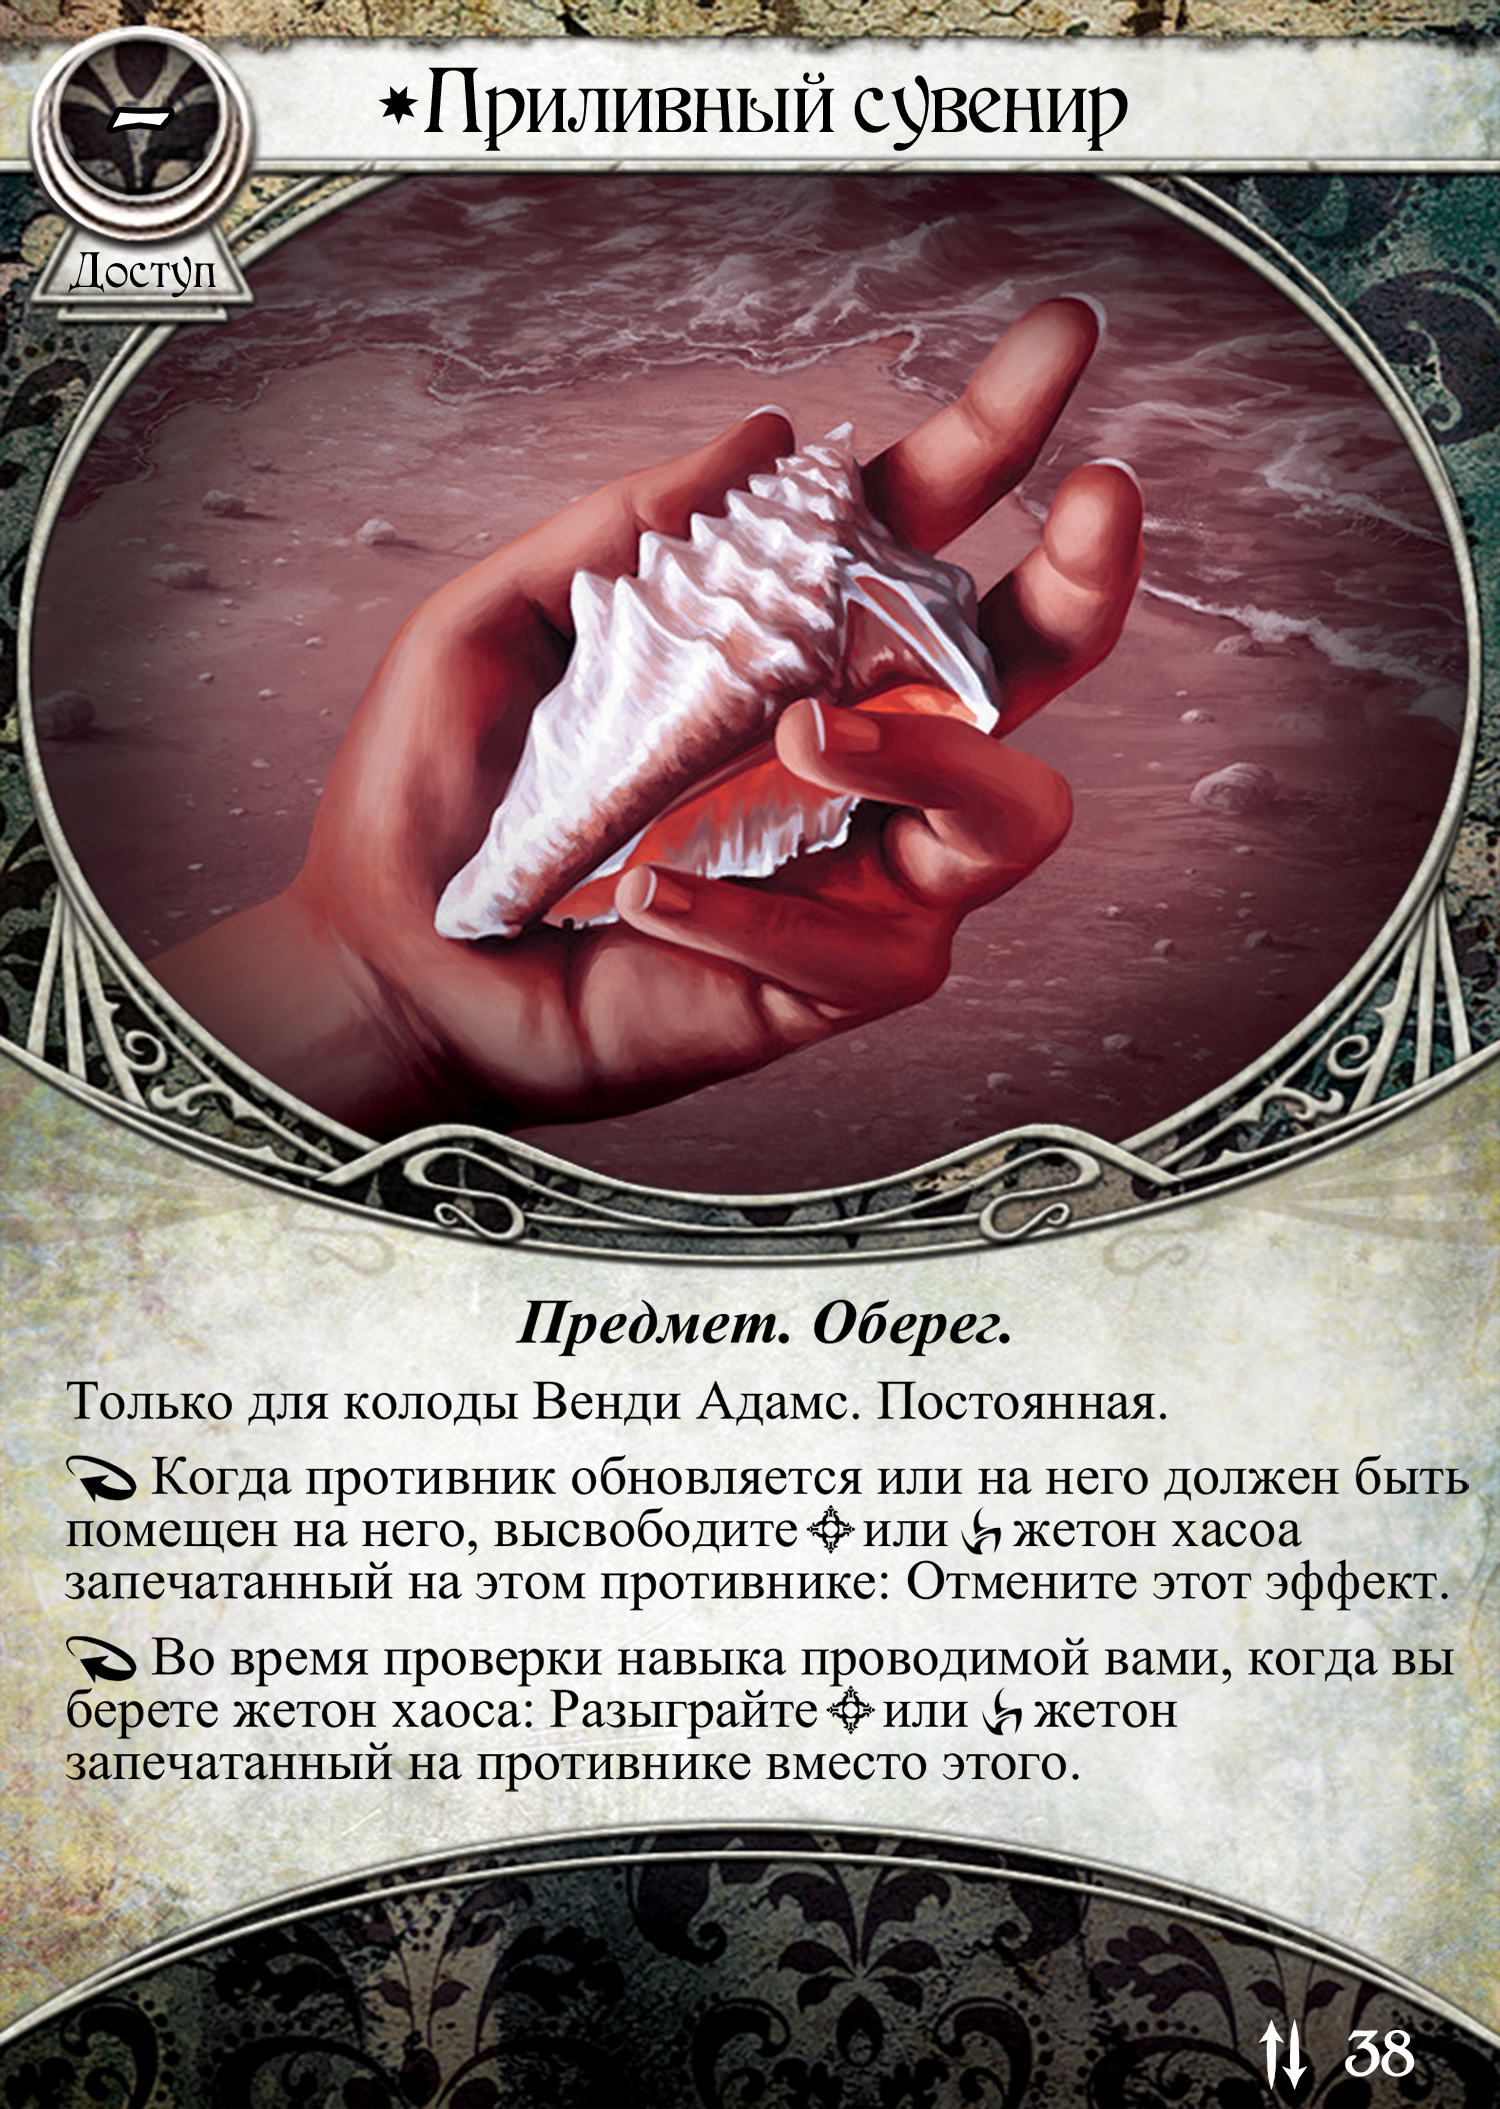 –
Приливный сувенир
Доступ
Предмет. Оберег.
Только для колоды Венди Адамс. Постоянная.
Когда противник обновляется или на него должен быть
помещен на него, высвободите или жетон хасоа
запечатанный на этом противнике: Отмените этот эффект.
Во время проверки навыка проводимой вами, когда вы
берете жетон хаоса: Разыграйте или жетон
запечатанный на противнике вместо этого.
38